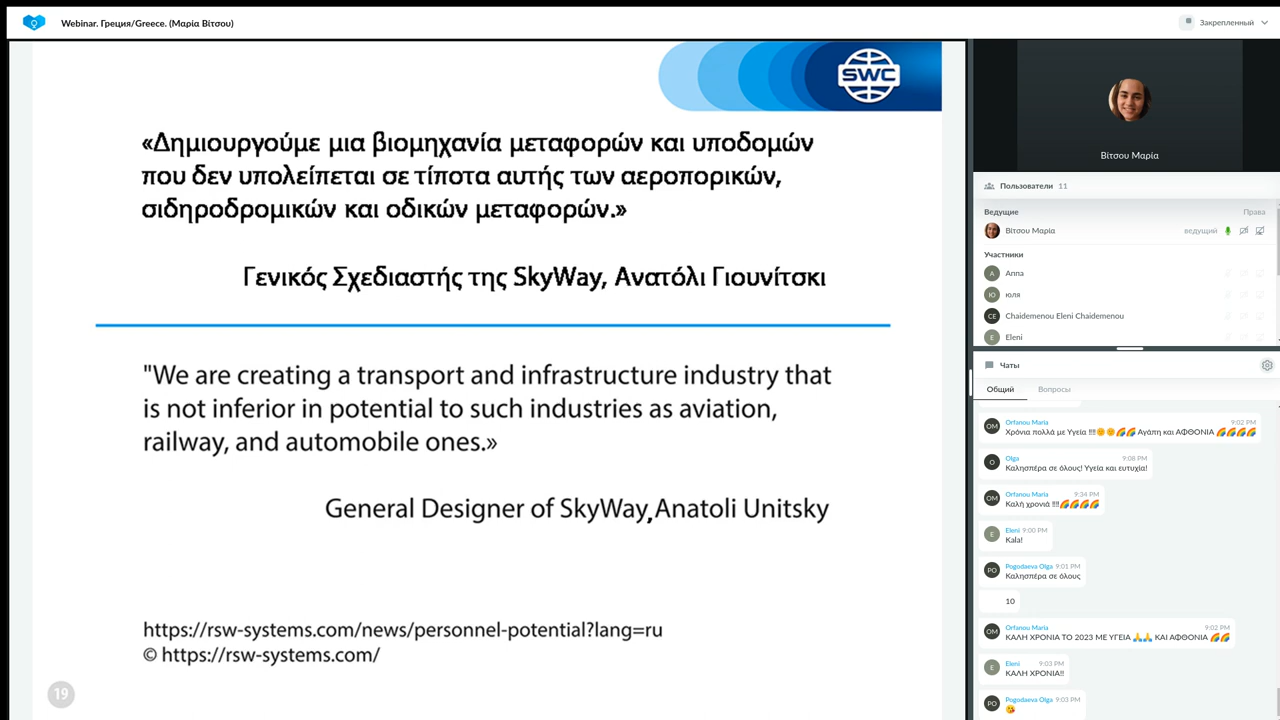 Webinar. Греция/Greece. (Μαρία Βίτσου)
Закрепленный
SWC
«Δημιουργούμε μια βιομηχανία μεταφορών και υποδομών
που δεν υπολείπεται σε τίποτα αυτής των αεροπορικών,
σιδηροδρομικών και οδικών μεταφορών.»
Γενικός Σχεδιαστής της SkyWay, Ανατόλι Γιουνίτσκι
"We are creating a transport and infrastructure industry that
is not inferior in potential to such industries as aviation,
railway, and automobile ones.»
General Designer of SkyWay,Anatoli Unitsky
https://rsw-systems.com/news/personnel-potential?lang=ru
© https://rsw-systems.com/
19
Βίτσου Μαρία
Пользователи 11
Ведущие Права
Βίτσου Μαρία ведущий
Участники
A Anna
Ю юля
CE Chaidemenou Eleni Chaidemenou
E Eleni
Чаты
Общий Вопросы
OM Orfanou Maria 9:02 PM
Χρόνια πολλά με Υγεία !!!!🙂🙂🌈🌈 Αγάπη και ΑΦΘΟΝΙΑ 🌈🌈🌈🌈
O Olga 9:08 PM
Καλησπέρα σε όλους! Υγεία και ευτυχία!
OM Orfanou Maria 9:34 PM
Καλή χρονιά !!!!🌈🌈🌈🌈
E Eleni 9:00 PM
Kala!
PO Pogodaeva Olga 9:01 PM
Καλησπέρα σε όλους
10
OM Orfanou Maria 9:02 PM
ΚΑΛΗ ΧΡΟΝΙΑ ΤΟ 2023 ΜΕ ΥΓΕΙΑ 🙏🙏 ΚΑΙ ΑΦΘΟΝΙΑ 🌈🌈
E Eleni 9:03 PM
ΚΑΛΗ ΧΡΟΝΙΑ!!
PO Pogodaeva Olga 9:03 PM
😘